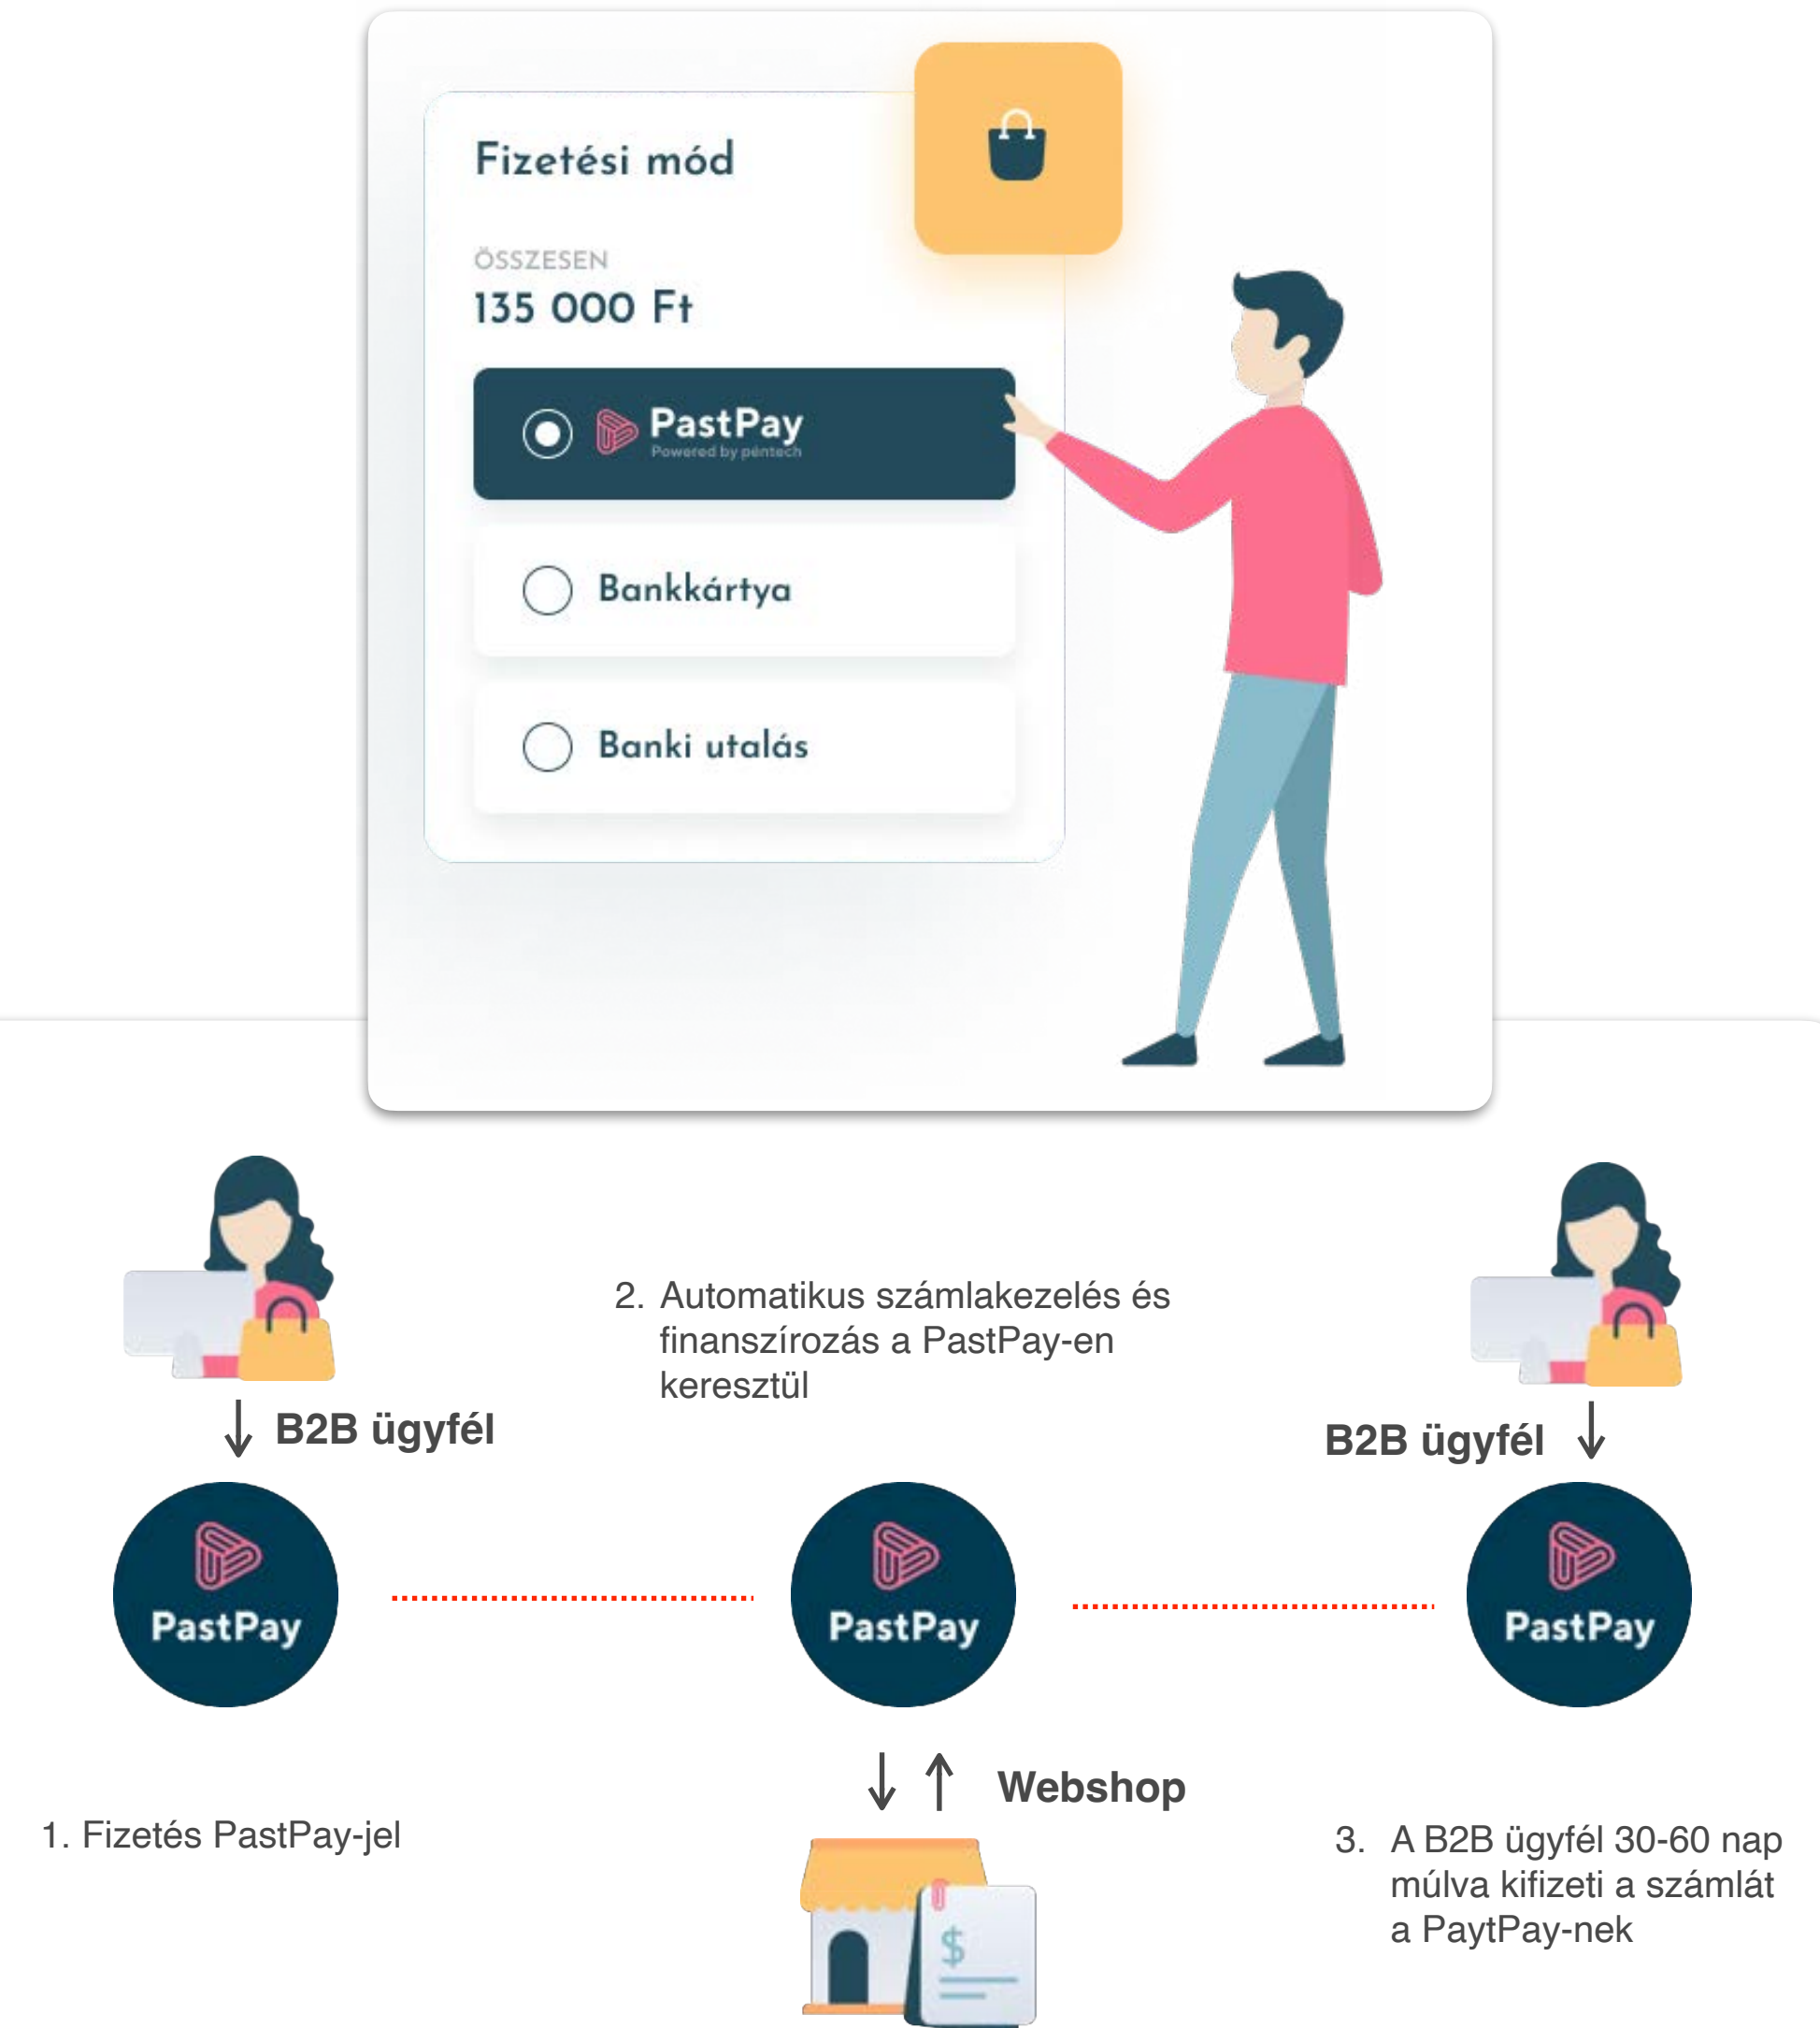 Fizetési mód
ÖSSZESEN
135 000 Ft
PastPay
Powered by péntech
Bankkártya
Banki utalás
2. Automatikus számlakezelés és
finanszírozás a PastPay-en
keresztül
B2B ügyfél
B2B ügyfél
PastPay
PastPay
PastPay
Webshop
1. Fizetés PastPay-jel
3. A B2B ügyfél 30-60 nap
múlva kifizeti a számlát
a PaytPay-nek
$